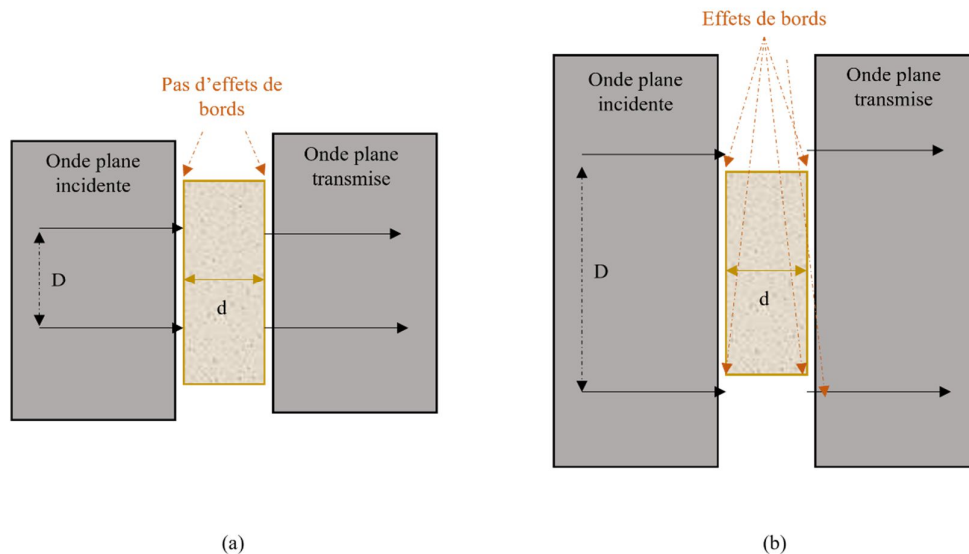 Pas d'effets de
bords
Onde plane
incidente
Onde plane
transmise
D
d
(a)
Effets de bords
Onde plane
incidente
Onde plane
transmise
D
d
(b)